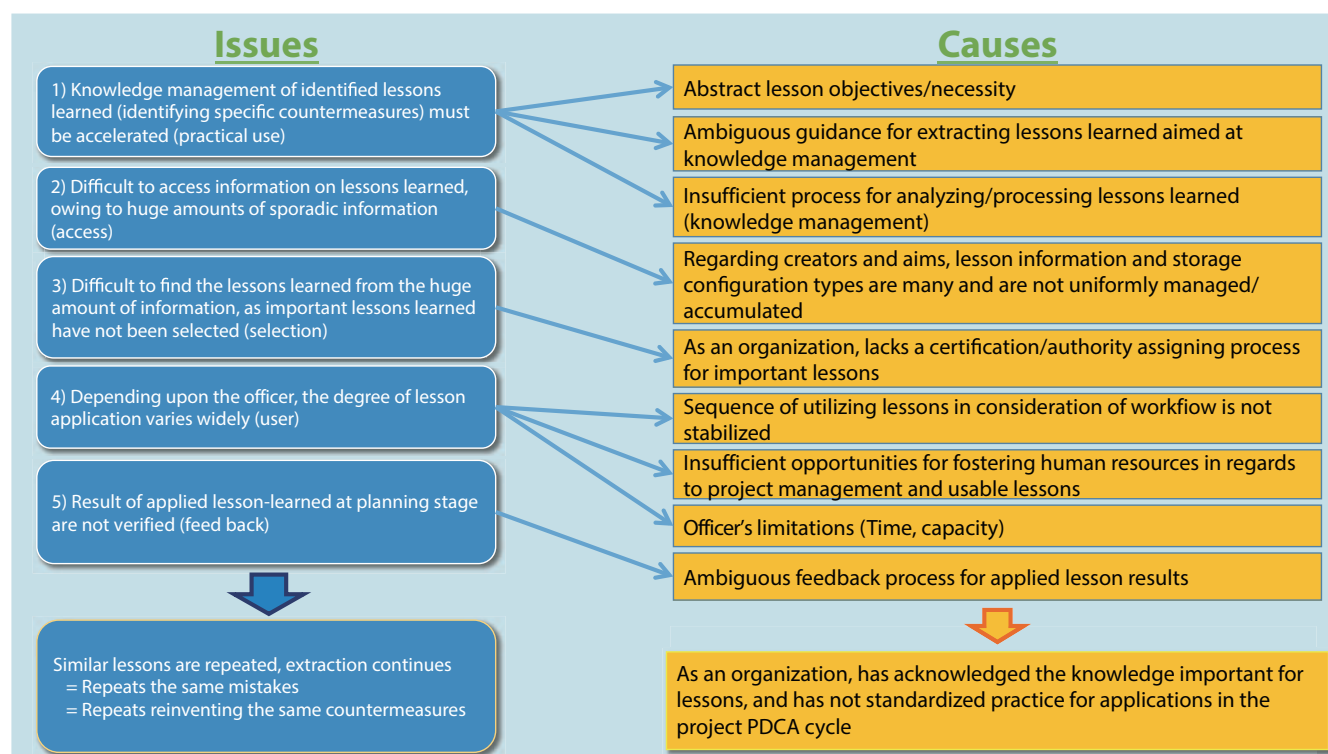 Issues
1) Knowledge management of identified lessons
learned (identifying specific countermeasures) must
be accelerated (practical use)
2) Difficult to access information on lessons learned,
owing to huge amounts of sporadic information
(access)
3) Difficult to find the lessons learned from the huge
amount of information, as important lessons learned
have not been selected (selection)
4) Depending upon the officer, the degree of lesson
application varies widely (user)
5) Result of applied lesson-learned at planning stage
are not verified (feed back)
Similar lessons are repeated, extraction continues
= Repeats the same mistakes
= Repeats reinventing the same countermeasures
Causes
Abstract lesson objectives/necessity
Ambiguous guidance for extracting lessons learned aimed at
knowledge management
Insufficient process for analyzing/processing lessons learned
(knowledge management)
Regarding creators and aims, lesson information and storage
configuration types are many and are not uniformly managed/
accumulated
As an organization, lacks a certification/authority assigning process
for important lessons
Sequence of utilizing lessons in consideration of workfiow is not
stabilized
Insufficient opportunities for fostering human resources in regards
to project management and usable lessons
Officer's limitations (Time, capacity)
Ambiguous feedback process for applied lesson results
As an organization, has acknowledged the knowledge important for
lessons, and has not standardized practice for applications in the
project PDCA cycle